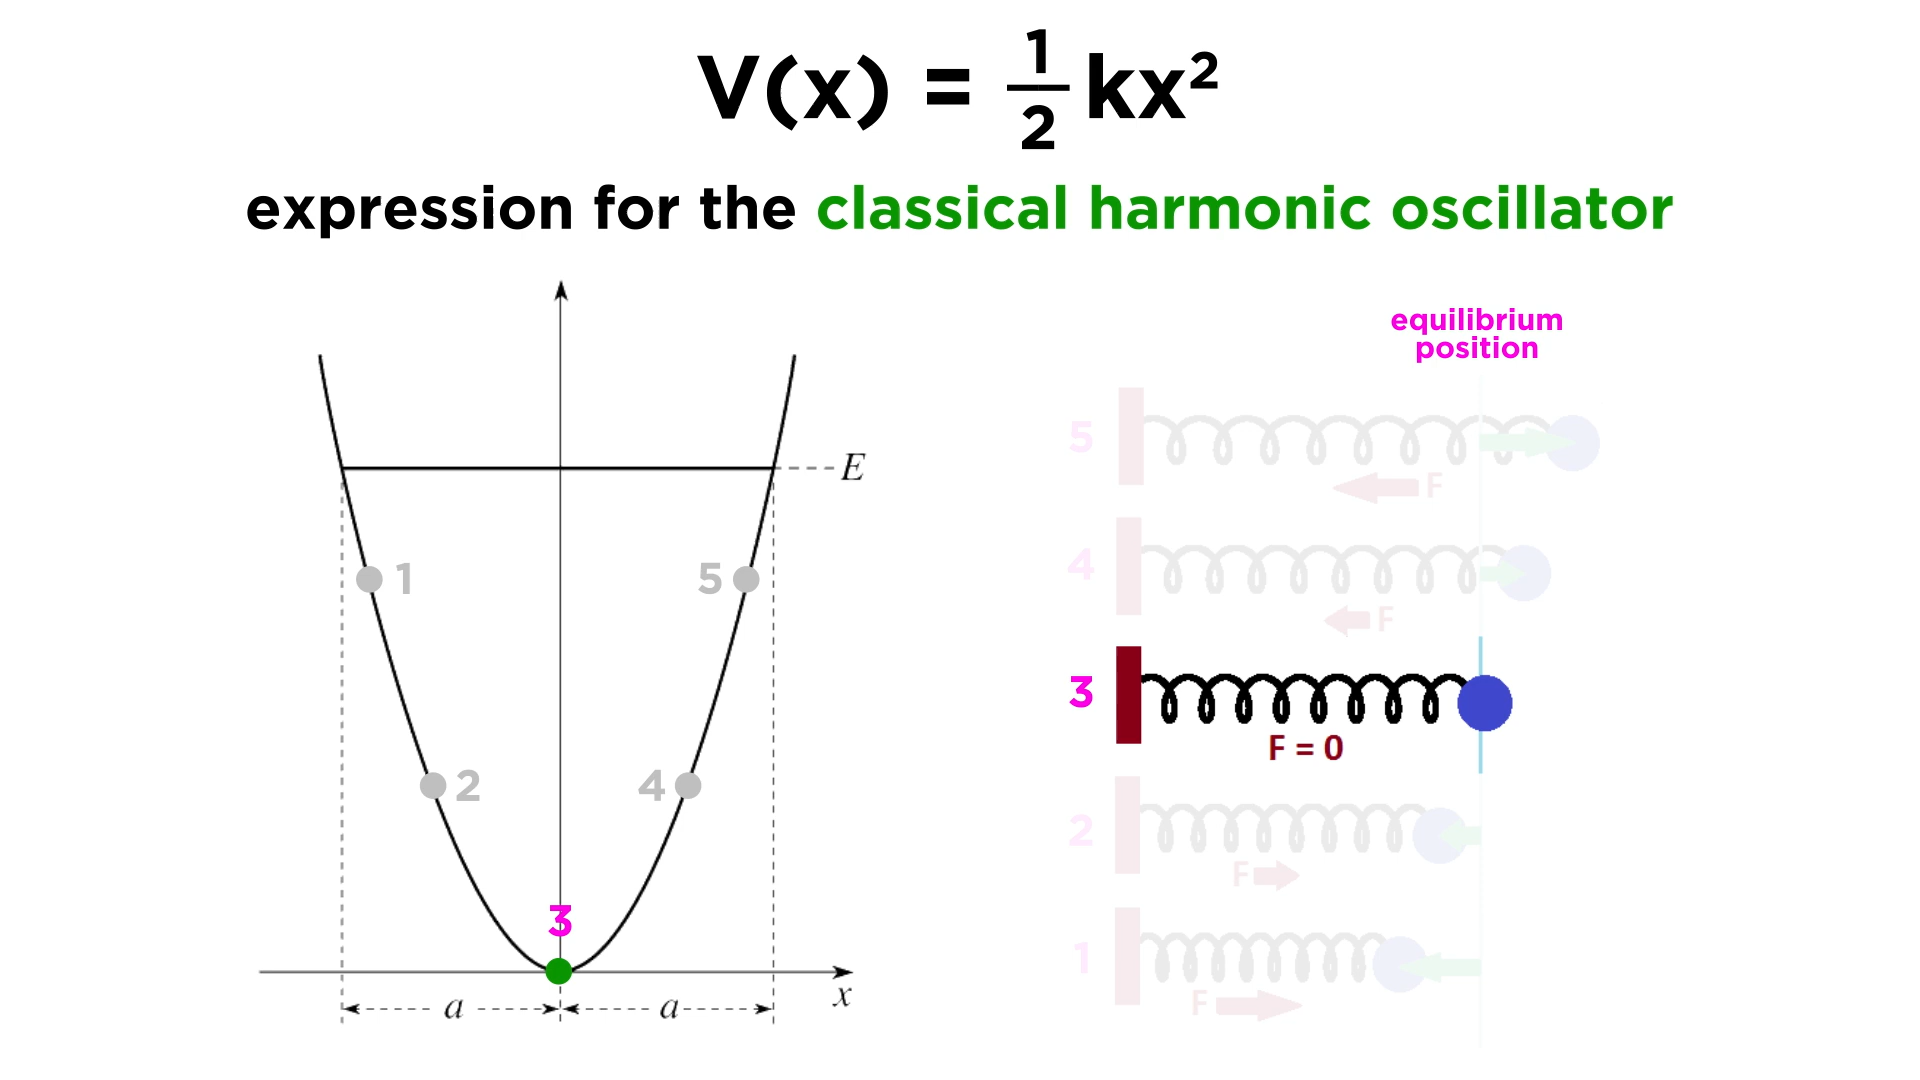 V(x) = 1/2 kx²
expression for the classical harmonic oscillator
E
1
5
2
4
3
a
a
x
equilibrium
position
5
F
4
F
3
F = 0
2
F
1
F